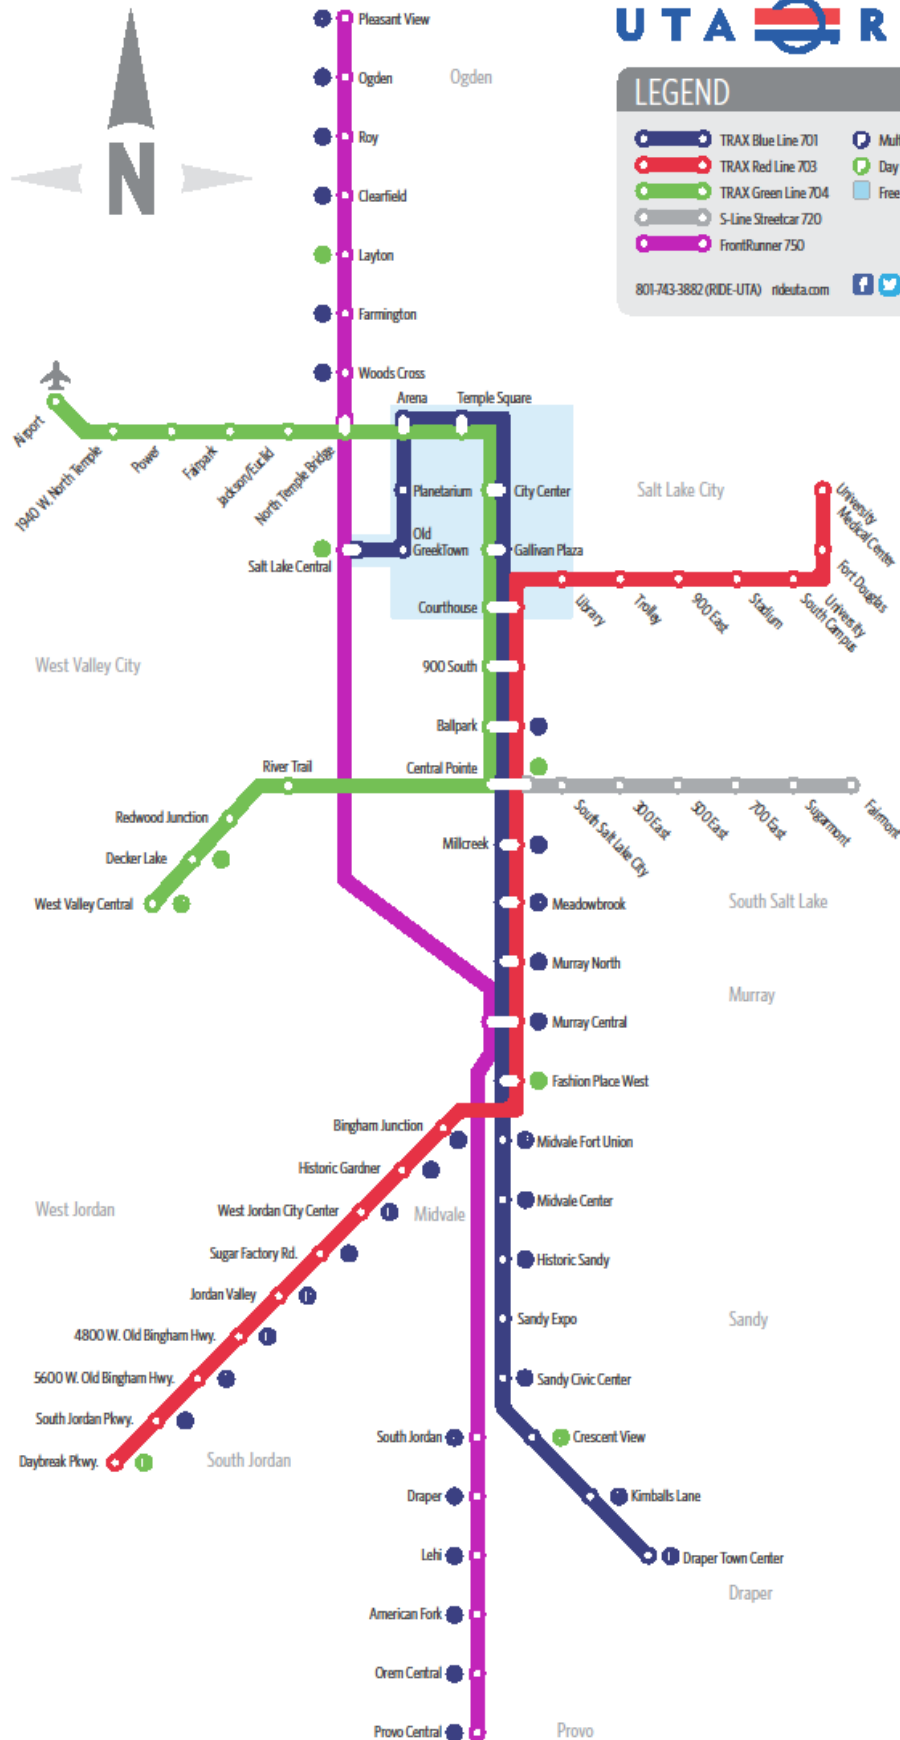 UTA R
LEGEND
TRAX Blue Line 701
TRAX Red Line 703
TRAX Green Line 704
S-Line Streetcar 720
FrontRunner 750
Day
Free
801-743-3882 (RIDE-UTA) rideuta.com
N
Pleasant View
Ogden
Ogden
Roy
Clearfield
Layton
Farmington
Woods Cross
Arena
Temple Square
Airport
1940 W. North Temple
Power
Fairpark
Jackson/Euclid
North Temple Bridge
Planetarium
City Center
Salt Lake City
Old
GreekTown
Gallivan Plaza
Salt Lake Central
Courthouse
Library
Trolley
900 East
Stadium
University
South Campus
Fort Douglas
University
Medical Center
West Valley City
900 South
Ballpark
River Trail
Central Pointe
South Salt Lake City
300 East
500 East
700 East
Sugarmont
Fairmont
Redwood Junction
Decker Lake
West Valley Central
Millcreek
Meadowbrook
South Salt Lake
Murray North
Murray
Murray Central
Fashion Place West
Bingham Junction
Midvale Fort Union
Historic Gardner
West Jordan
West Jordan City Center
Midvale
Midvale Center
Sugar Factory Rd.
Historic Sandy
Jordan Valley
Sandy Expo
Sandy
4800 W. Old Bingham Hwy.
5600 W. Old Bingham Hwy.
Sandy Civic Center
South Jordan Pkwy.
Daybreak Pkwy.
South Jordan
South Jordan
Crescent View
Draper
Kimballs Lane
Lehi
Draper Town Center
Draper
American Fork
Orem Central
Provo Central
Provo